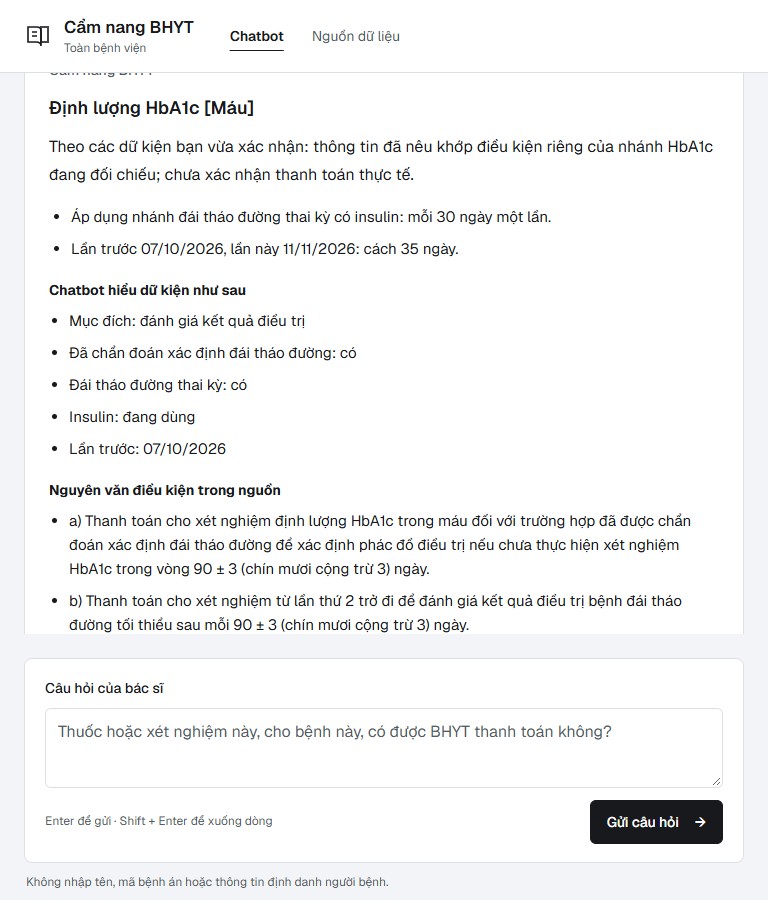 Cẩm nang BHYT
Toàn bệnh viện
Chatbot
Nguồn dữ liệu
Cẩm nang BHYT
Định lượng HbA1c [Máu]
Theo các dữ kiện bạn vừa xác nhận: thông tin đã nêu khớp điều kiện riêng của nhánh HbA1c
đang đối chiếu; chưa xác nhận thanh toán thực tế.
• Áp dụng nhánh đái tháo đường thai kỳ có insulin: mỗi 30 ngày một lần.
• Lần trước 07/10/2026, lần này 11/11/2026: cách 35 ngày.
Chatbot hiểu dữ kiện như sau
• Mục đích: đánh giá kết quả điều trị
• Đã chẩn đoán xác định đái tháo đường: có
• Đái tháo đường thai kỳ: có
• Insulin: đang dùng
• Lần trước: 07/10/2026
Nguyên văn điều kiện trong nguồn
• a) Thanh toán cho xét nghiệm định lượng HbA1c trong máu đối với trường hợp đã được chẩn
đoán xác định đái tháo đường để xác định phác đồ điều trị nếu chưa thực hiện xét nghiệm
HbA1c trong vòng 90 ± 3 (chín mươi cộng trừ 3) ngày.
• b) Thanh toán cho xét nghiệm từ lần thứ 2 trở đi để đánh giá kết quả điều trị bệnh đái tháo
đường tối thiểu sau mỗi 90 ± 3 (chín mươi cộng trừ 3) ngày.
Câu hỏi của bác sĩ
Thuốc hoặc xét nghiệm này, cho bệnh này, có được BHYT thanh toán không?
Enter để gửi · Shift + Enter để xuống dòng
Gửi câu hỏi →
Không nhập tên, mã bệnh án hoặc thông tin định danh người bệnh.